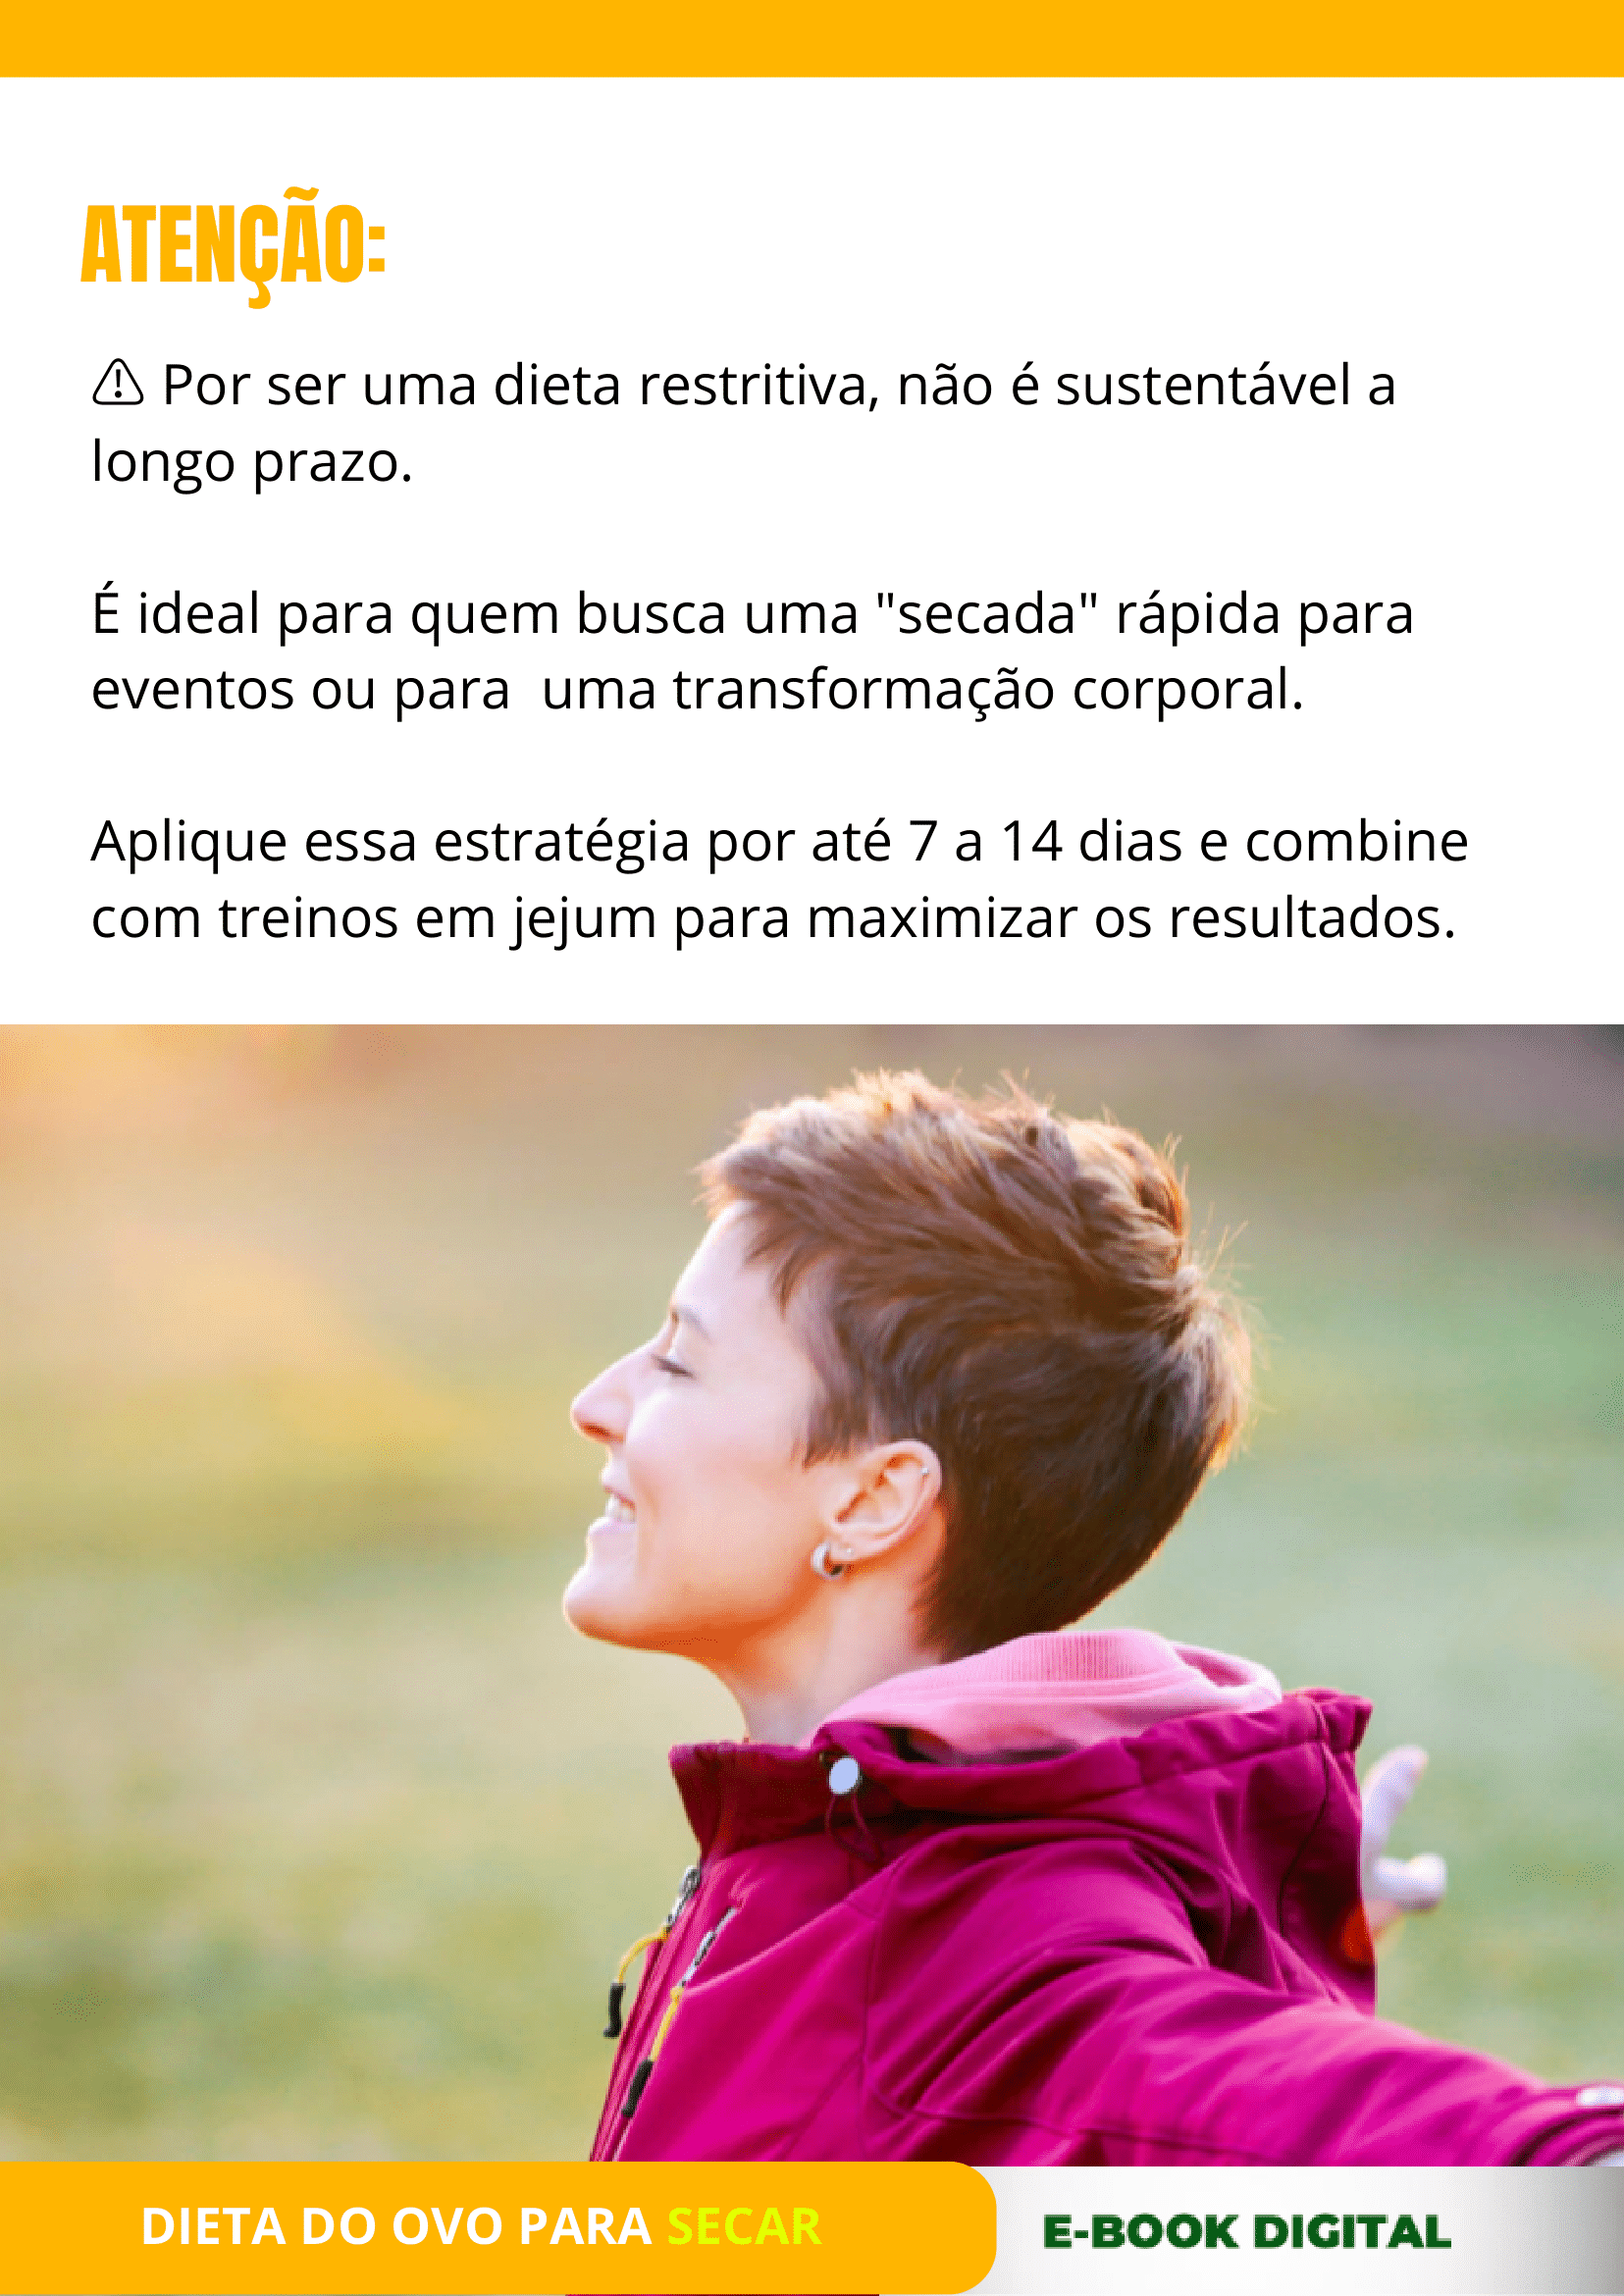 ATENÇÃO:
⚠ Por ser uma dieta restritiva, não é sustentável a
longo prazo.
É ideal para quem busca uma "secada" rápida para
eventos ou para  uma transformação corporal.
Aplique essa estratégia por até 7 a 14 dias e combine
com treinos em jejum para maximizar os resultados.
DIETA DO OVO PARA SECAR
E-BOOK DIGITAL